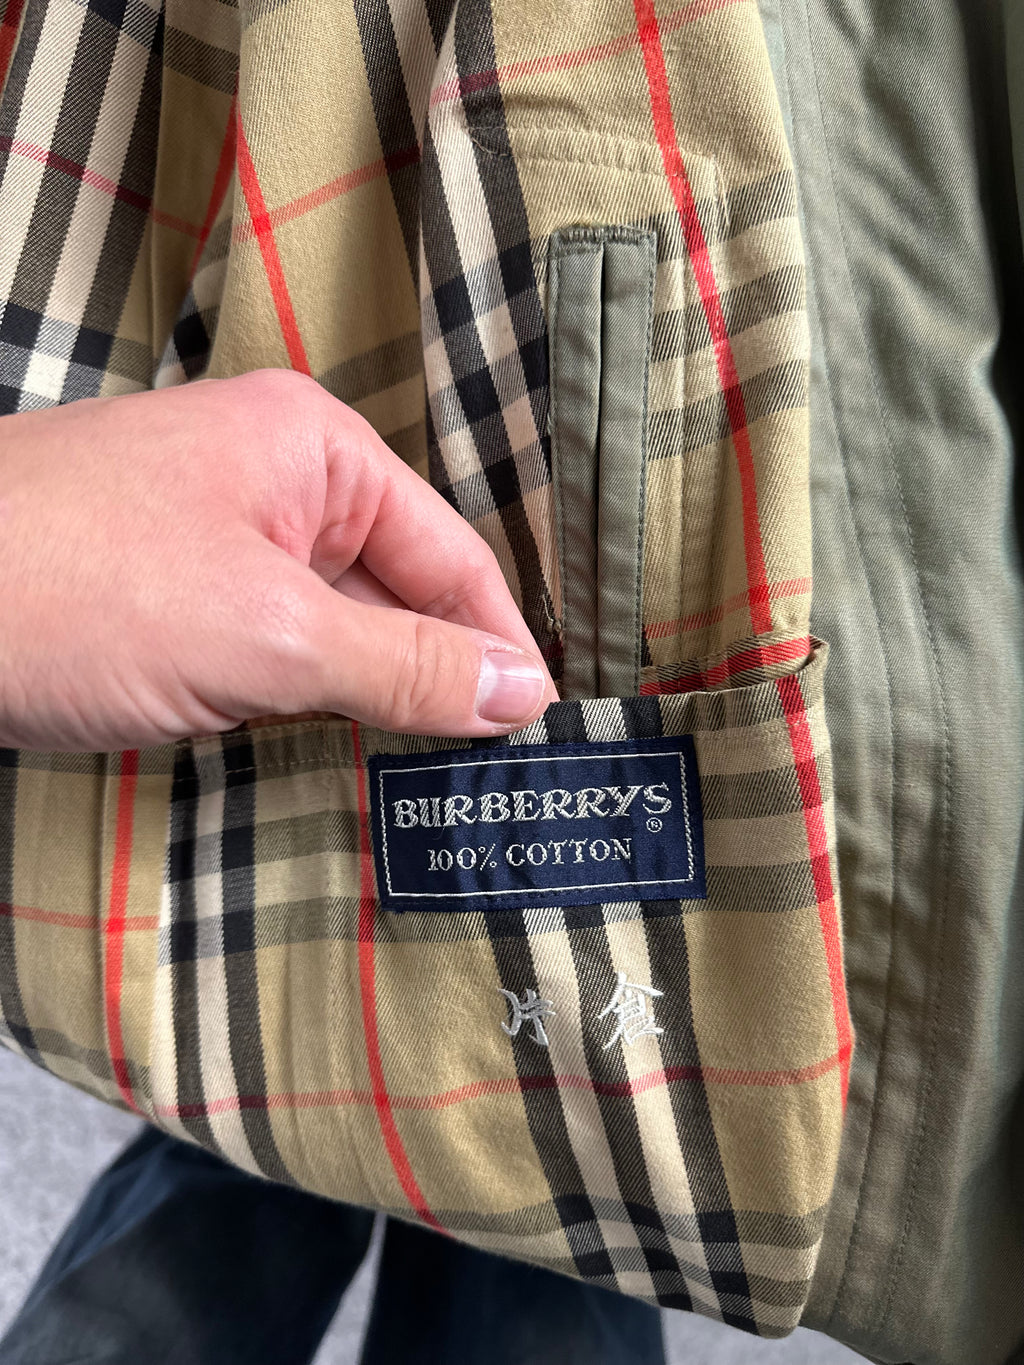 BURBERRYS
®
100% COTTON
片倉